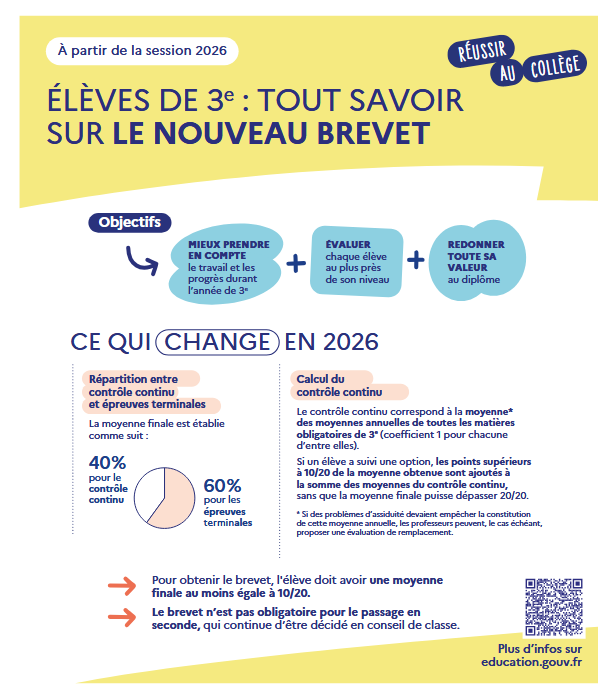 À partir de la session 2026
RÉUSSIR
AU COLLÈGE
ÉLÈVES DE 3e : TOUT SAVOIR
SUR LE NOUVEAU BREVET
Objectifs
MIEUX PRENDRE
EN COMPTE
le travail et les
progrès durant
l'année de 3e
+
ÉVALUER
chaque élève
au plus près
de son niveau
+
REDONNER
TOUTE SA
VALEUR
au diplôme
CE QUI CHANGE EN 2026
Répartition entre
contrôle continu
et épreuves terminales
La moyenne finale est établie
comme suit :
40%
pour le
contrôle
continu
60%
pour les
épreuves
terminales
Calcul du
contrôle continu
Le contrôle continu correspond à la moyenne*
des moyennes annuelles de toutes les matières
obligatoires de 3e (coefficient 1 pour chacune
d'entre elles).
Si un élève a suivi une option, les points supérieurs
à 10/20 de la moyenne obtenue sont ajoutés à
la somme des moyennes du contrôle continu,
sans que la moyenne finale puisse dépasser 20/20.
* Si des problèmes d'assiduité devaient empêcher la constitution
de cette moyenne annuelle, les professeurs peuvent, le cas échéant,
proposer une évaluation de remplacement.
Pour obtenir le brevet, l'élève doit avoir une moyenne
finale au moins égale à 10/20.
Le brevet n'est pas obligatoire pour le passage en
seconde, qui continue d'être décidé en conseil de classe.
Plus d'infos sur
education.gouv.fr